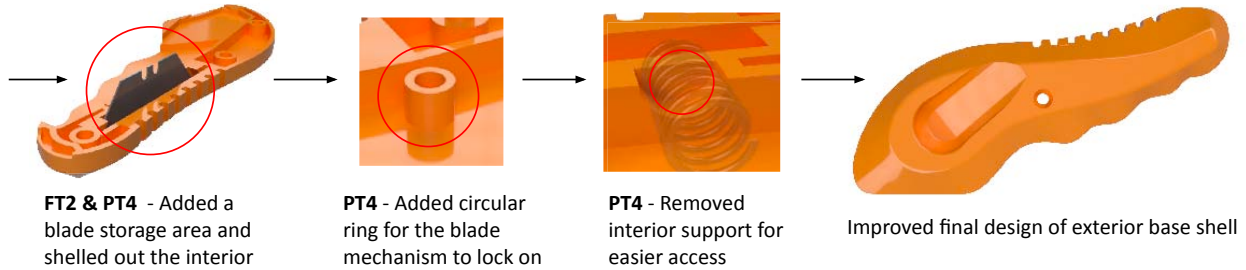 FT2 & PT4  - Added a
blade storage area and
shelled out the interior
PT4 - Added circular
ring for the blade
mechanism to lock on
PT4 - Removed
interior support for
easier access
Improved final design of exterior base shell